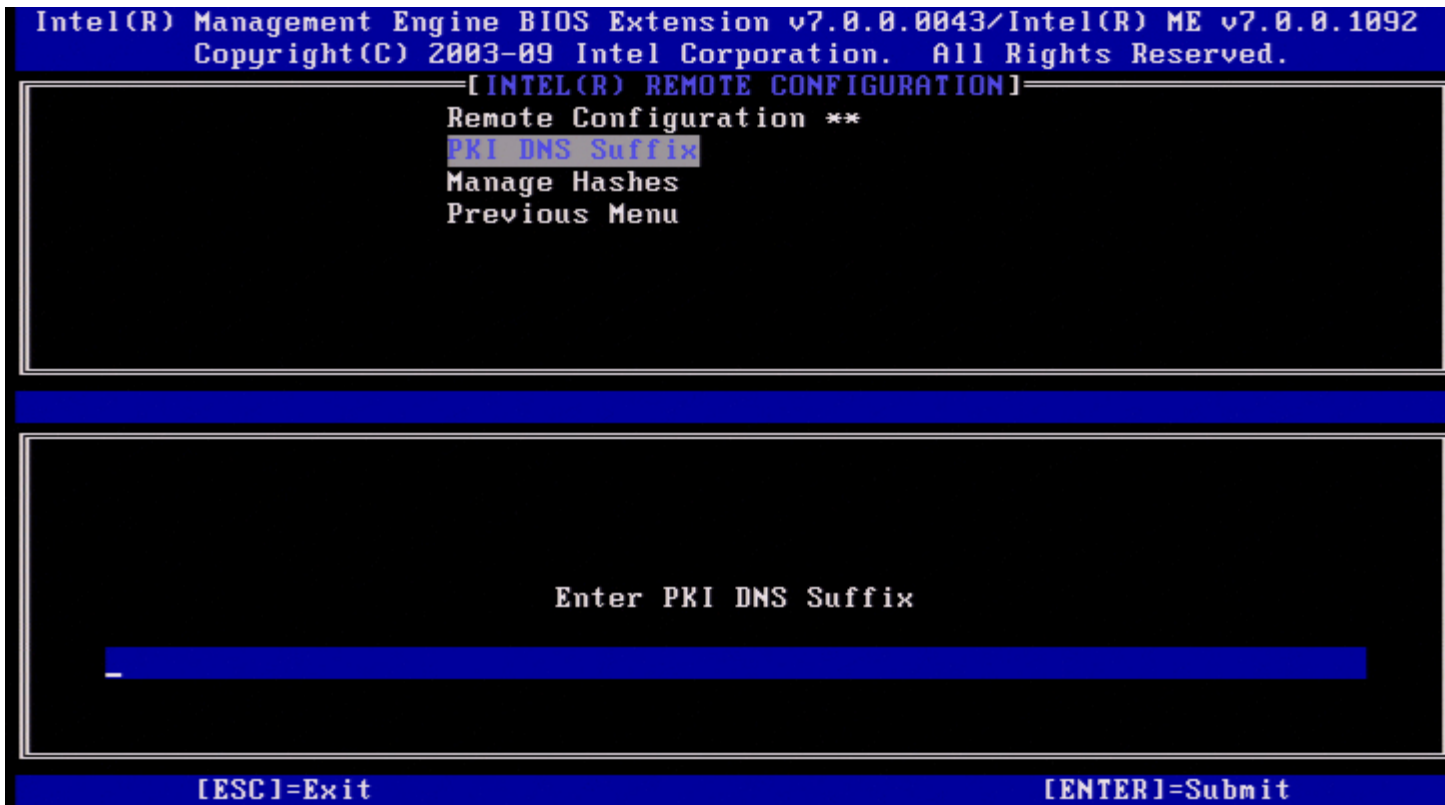 Intel(R) Management Engine BIOS Extension v7.0.0.0043/Intel(R) ME v7.0.0.1092
Copyright(C) 2003-09 Intel Corporation. All Rights Reserved.
[INTEL(R) REMOTE CONFIGURATION]
Remote Configuration **
PKI DNS Suffix
Manage Hashes
Previous Menu
Enter PKI DNS Suffix
[ESC]=Exit [ENTER]=Submit